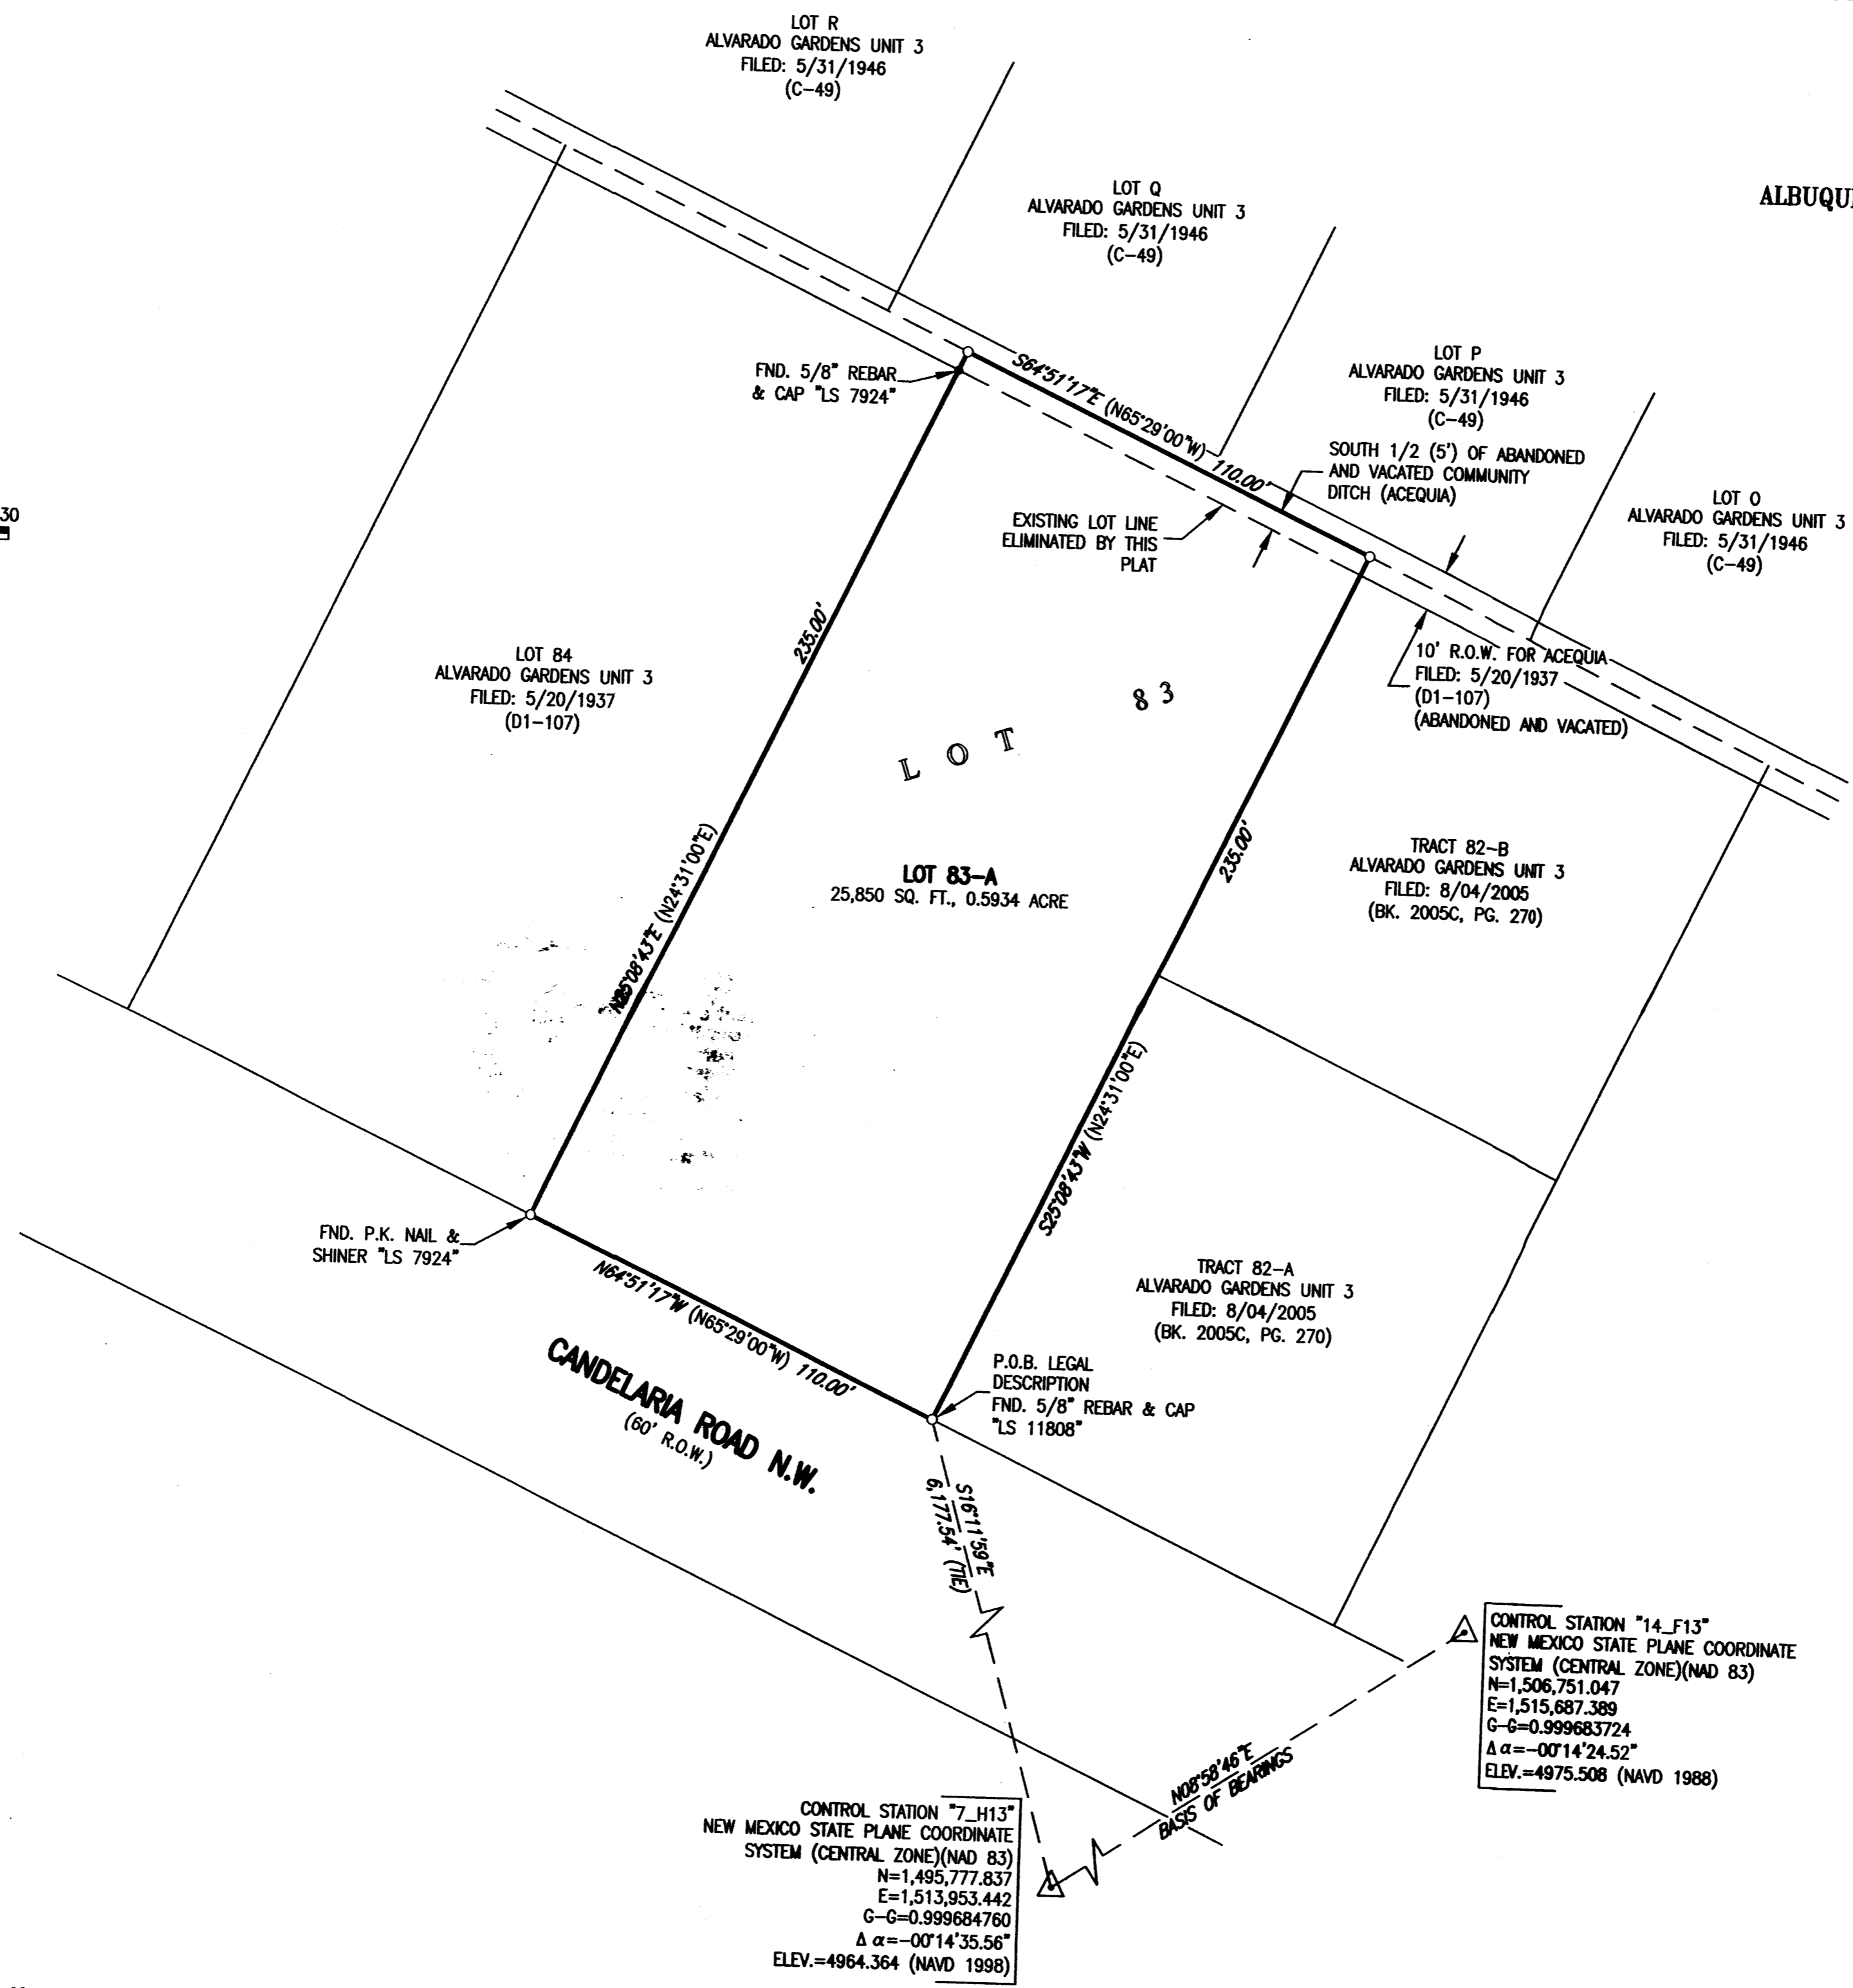 LOT R
ALVARADO GARDENS UNIT 3
FILED: 5/31/1946
(C-49)
LOT Q
ALVARADO GARDENS UNIT 3
FILED: 5/31/1946
(C-49)
LOT P
ALVARADO GARDENS UNIT 3
FILED: 5/31/1946
(C-49)
LOT O
ALVARADO GARDENS UNIT 3
FILED: 5/31/1946
(C-49)
30
FND. 5/8" REBAR
& CAP "LS 7924"
S64°51'17"E (N65°29'00"W) 110.00'
SOUTH 1/2 (5') OF ABANDONED
AND VACATED COMMUNITY
DITCH (ACEQUIA)
EXISTING LOT LINE
ELIMINATED BY THIS
PLAT
10' R.O.W. FOR ACEQUIA
FILED: 5/20/1937
(D1-107)
(ABANDONED AND VACATED)
LOT 84
ALVARADO GARDENS UNIT 3
FILED: 5/20/1937
(D1-107)
235.00'
N25°08'43"E (N24°31'00"E)
LOT 83
LOT 83-A
25,850 SQ. FT., 0.5934 ACRE
235.00'
S25°08'43"W (N24°31'00"E)
TRACT 82-B
ALVARADO GARDENS UNIT 3
FILED: 8/04/2005
(BK. 2005C, PG. 270)
TRACT 82-A
ALVARADO GARDENS UNIT 3
FILED: 8/04/2005
(BK. 2005C, PG. 270)
FND. P.K. NAIL &
SHINER "LS 7924"
N64°51'17"W (N65°29'00"W) 110.00'
CANDELARIA ROAD N.W.
(60' R.O.W.)
P.O.B. LEGAL
DESCRIPTION
FND. 5/8" REBAR & CAP
"LS 11808"
S16°11'59"E
6,177.54' (TIE)
N08°58'46"E
BASIS OF BEARINGS
CONTROL STATION "14_F13"
NEW MEXICO STATE PLANE COORDINATE
SYSTEM (CENTRAL ZONE)(NAD 83)
N=1,506,751.047
E=1,515,687.389
G-G=0.999683724
Δ α=-00°14'24.52"
ELEV.=4975.508 (NAVD 1988)
CONTROL STATION "7_H13"
NEW MEXICO STATE PLANE COORDINATE
SYSTEM (CENTRAL ZONE)(NAD 83)
N=1,495,777.837
E=1,513,953.442
G-G=0.999684760
Δ α=-00°14'35.56"
ELEV.=4964.364 (NAVD 1998)